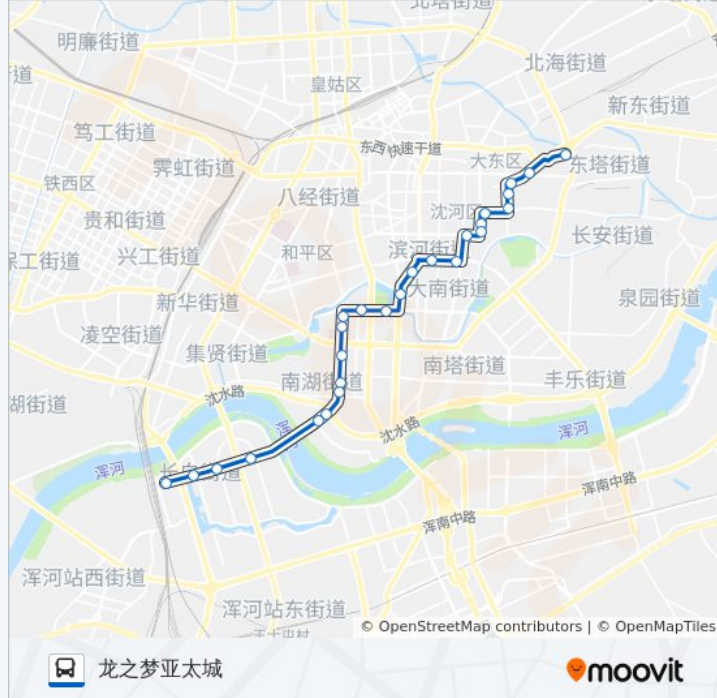 北塔街道
明廉街道
北海街道
皇姑区
新东街道
笃工街道
东西快速干道
大东区
东塔街道
霁虹街道
铁西区
八经街道
沈河区
贵和街道
长安街道
兴工街道
和平区
滨河街道
保工街道
大南街道
泉园街道
新华街道
凌空街道
集贤街道
南塔街道
南湖街道
丰乐街道
湖街道
沈水路
沈水路
浑河
浑河
长白街道
浑南中路
浑南中路
浑河站西街道
浑河站东街道
© OpenStreetMap contributors | © OpenMapTiles
龙之梦亚太城
moovit